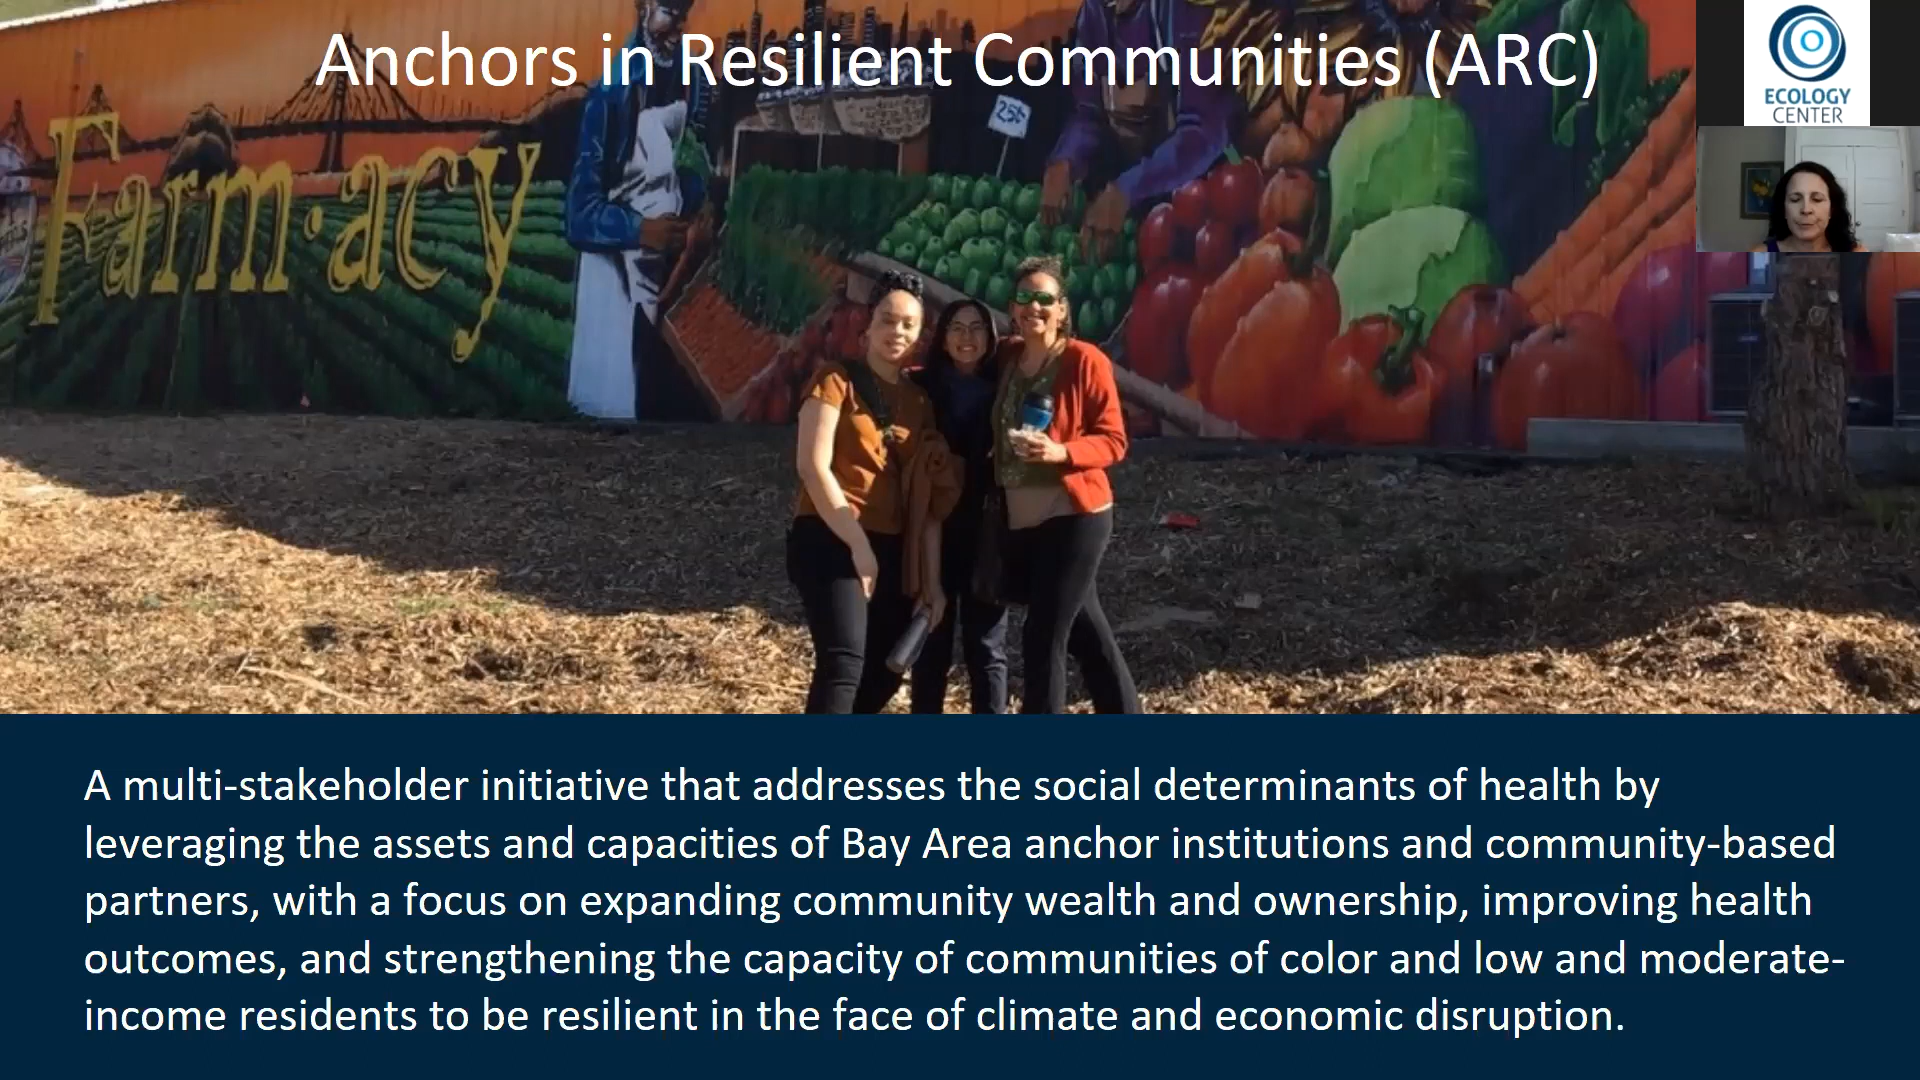 Anchors in Resilient Communities (ARC)
ECOLOGY
CENTER
25¢
Farm·acy
A multi-stakeholder initiative that addresses the social determinants of health by
leveraging the assets and capacities of Bay Area anchor institutions and community-based
partners, with a focus on expanding community wealth and ownership, improving health
outcomes, and strengthening the capacity of communities of color and low and moderate-
income residents to be resilient in the face of climate and economic disruption.